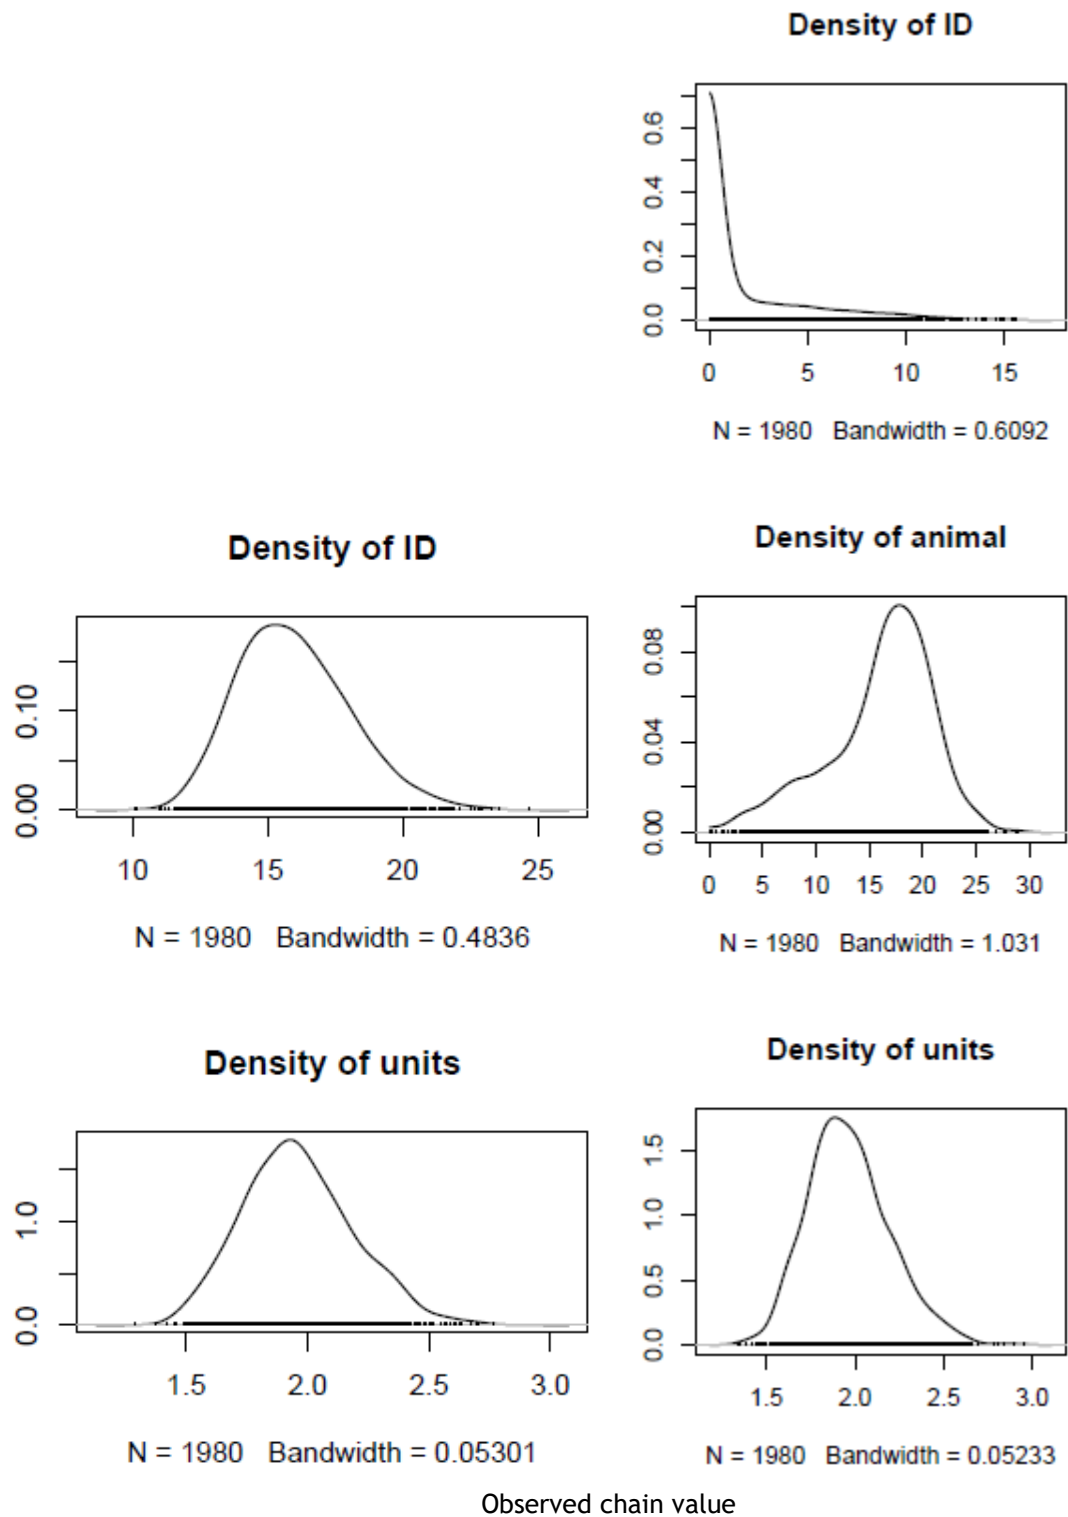 Density of ID
0.0 0.2 0.4 0.6
0 5 10 15
N = 1980 Bandwidth = 0.6092
Density of ID
0.00 0.10
10 15 20 25
N = 1980 Bandwidth = 0.4836
Density of animal
0.00 0.04 0.08
0 5 10 15 20 25 30
N = 1980 Bandwidth = 1.031
Density of units
0.0 1.0
1.5 2.0 2.5 3.0
N = 1980 Bandwidth = 0.05301
Density of units
0.0 0.5 1.0 1.5
1.5 2.0 2.5 3.0
N = 1980 Bandwidth = 0.05233
Observed chain value